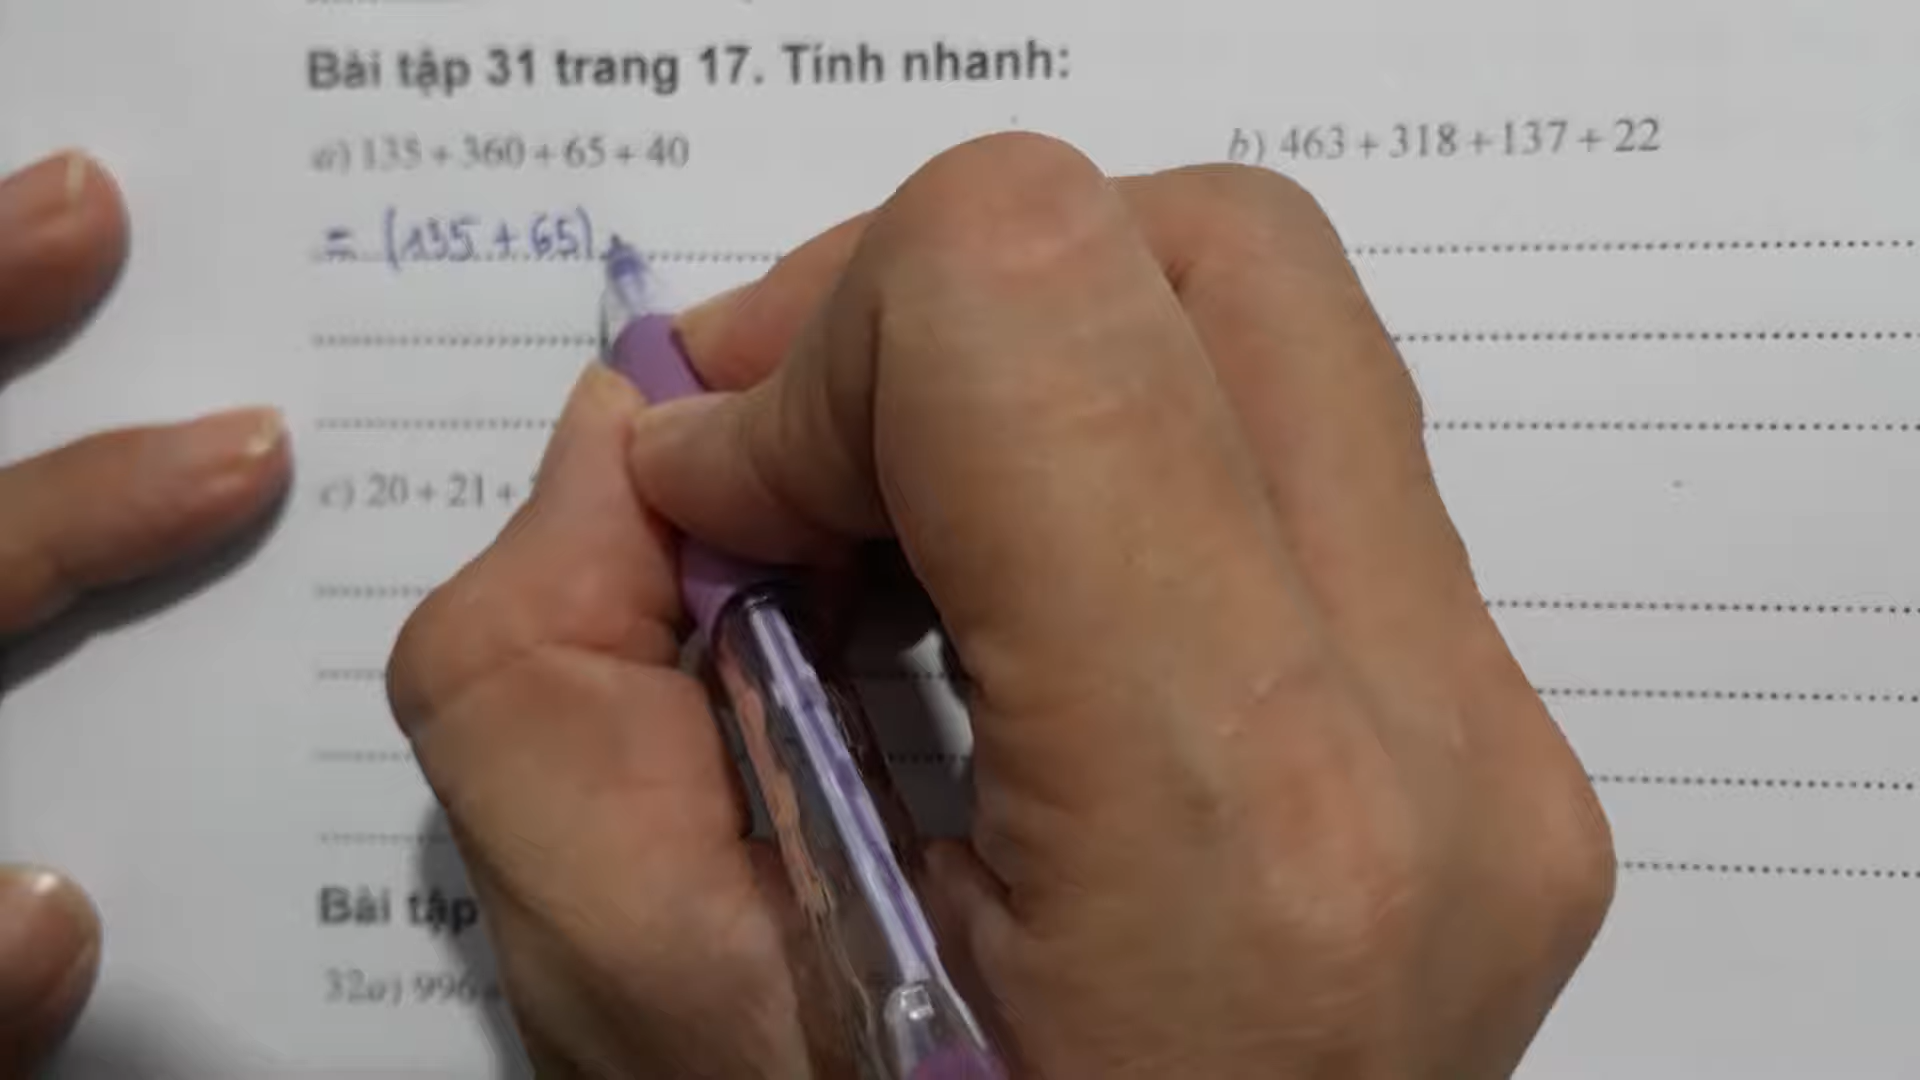 Bài tập 31 trang 17. Tính nhanh:
a) 135 + 360 + 65 + 40
b) 463 + 318 + 137 + 22
= (135 + 65)
c) 20 + 21 +
Bài tập
32a) 996